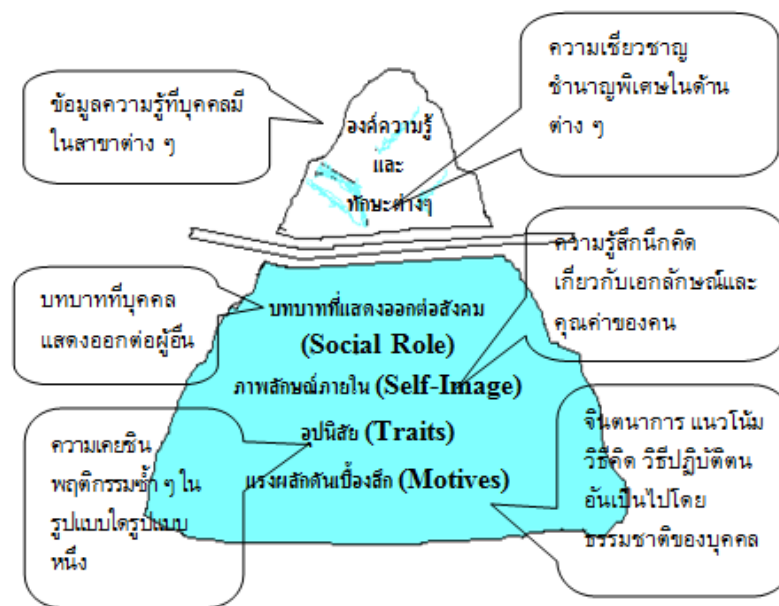 ข้อมูลความรู้ที่บุคคลมี
ในสาขาต่าง ๆ
องค์ความรู้
และ
ทักษะต่างๆ
ความเชี่ยวชาญ
ชำนาญพิเศษในด้าน
ต่าง ๆ
บทบาทที่บุคคล
แสดงออกต่อผู้อื่น
บทบาทที่แสดงออกต่อสังคม
(Social Role)
ภาพลักษณ์ภายใน (Self-Image)
อุปนิสัย (Traits)
แรงผลักดันเบื้องลึก (Motives)
ความรู้สึกนึกคิด
เกี่ยวกับเอกลักษณ์และ
คุณค่าของคน
ความเคยชิน
พฤติกรรมซ้ำ ๆ ใน
รูปแบบใดรูปแบบ
หนึ่ง
จินตนาการ แนวโน้ม
วิธีคิด วิธีปฏิบัติตน
อันเป็นไปโดย
ธรรมชาติของบุคคล